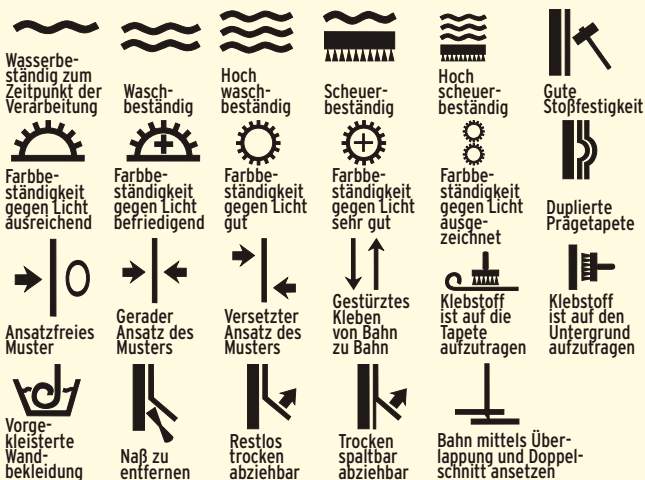 Wasserbe-
ständig zum
Zeitpunkt der
Verarbeitung
Wasch-
beständig
Hoch
wasch-
beständig
Scheuer-
beständig
Hoch
scheuer-
beständig
Gute
Stoßfestigkeit
Farbbe-
ständigkeit
gegen Licht
ausreichend
Farbbe-
ständigkeit
gegen Licht
befriedigend
Farbbe-
ständigkeit
gegen Licht
gut
Farbbe-
ständigkeit
gegen Licht
sehr gut
Farbbe-
ständigkeit
gegen Licht
ausge-
zeichnet
Duplierte
Prägetapete
Ansatzfreies
Muster
Gerader
Ansatz des
Musters
Versetzter
Ansatz des
Musters
Gestürztes
Kleben
von Bahn
zu Bahn
Klebstoff
ist auf die
Tapete
aufzutragen
Klebstoff
ist auf den
Untergrund
aufzutragen
Vorge-
kleisterte
Wand-
bekleidung
Naß zu
entfernen
Restlos
trocken
abziehbar
Trocken
spaltbar
abziehbar
Bahn mittels Über-
lappung und Doppel-
schnitt ansetzen